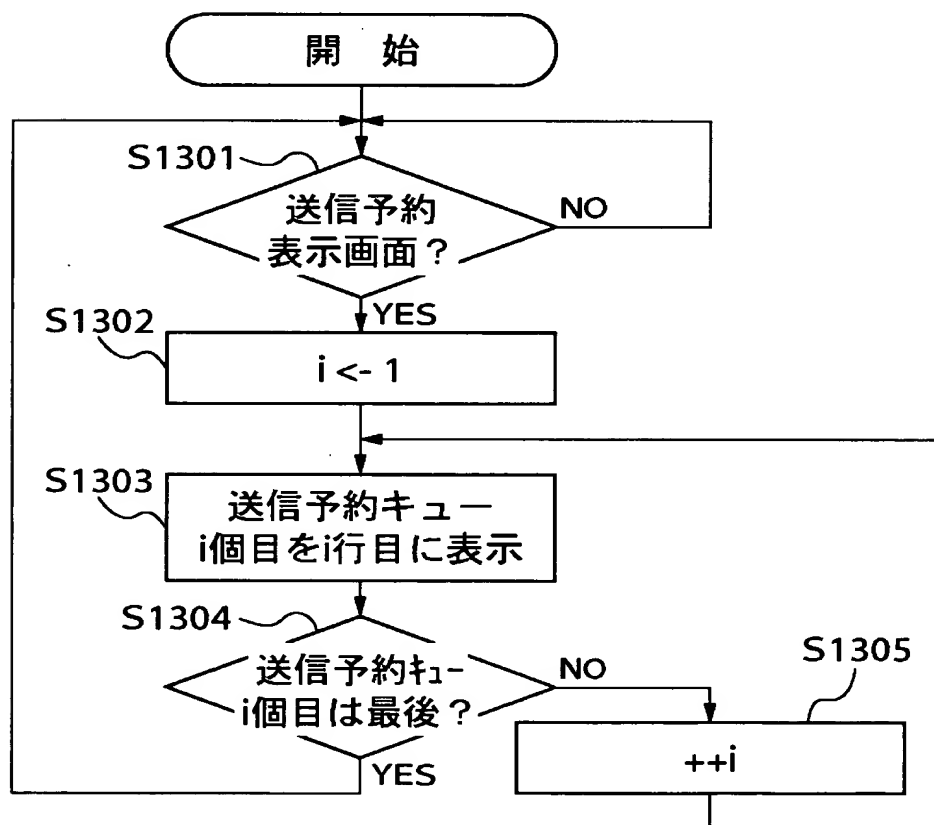 開 始
S1301
送信予約
表示画面？
NO
YES
S1302
i <- 1
S1303
送信予約キュー
i個目をi行目に表示
S1304
送信予約ｷｭｰ
i個目は最後？
NO
YES
S1305
++i